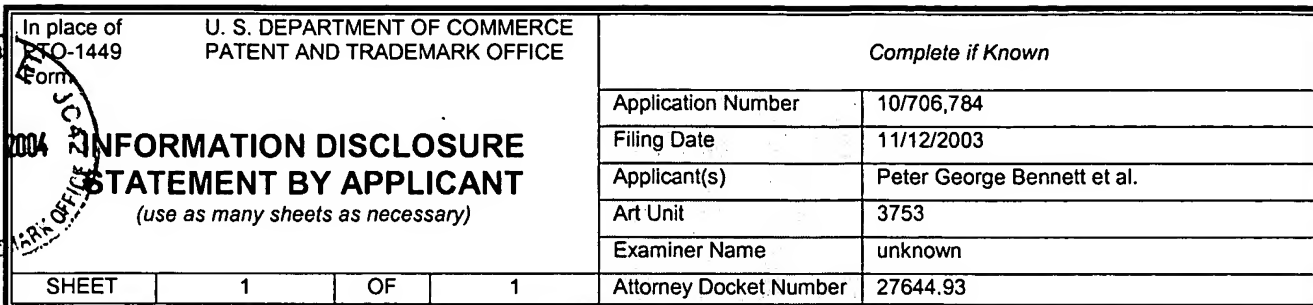 In place of U. S. DEPARTMENT OF COMMERCE
PTO-1449 PATENT AND TRADEMARK OFFICE
Form
Complete if Known
2004
INFORMATION DISCLOSURE
STATEMENT BY APPLICANT
(use as many sheets as necessary)
Application Number 10/706,784
Filing Date 11/12/2003
Applicant(s) Peter George Bennett et al.
Art Unit 3753
Examiner Name unknown
SHEET 1 OF 1 Attorney Docket Number 27644.93